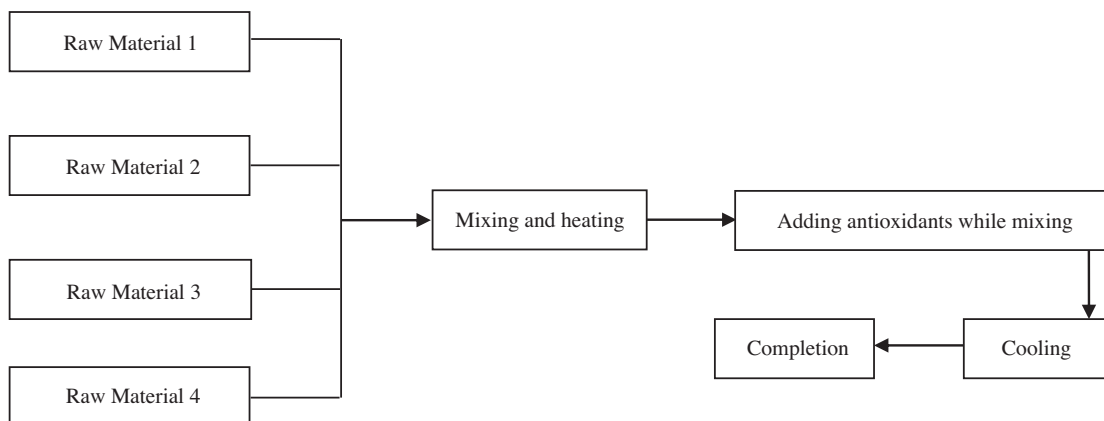 Raw Material 1
Raw Material 2
Raw Material 3
Raw Material 4
Mixing and heating
Adding antioxidants while mixing
Cooling
Completion